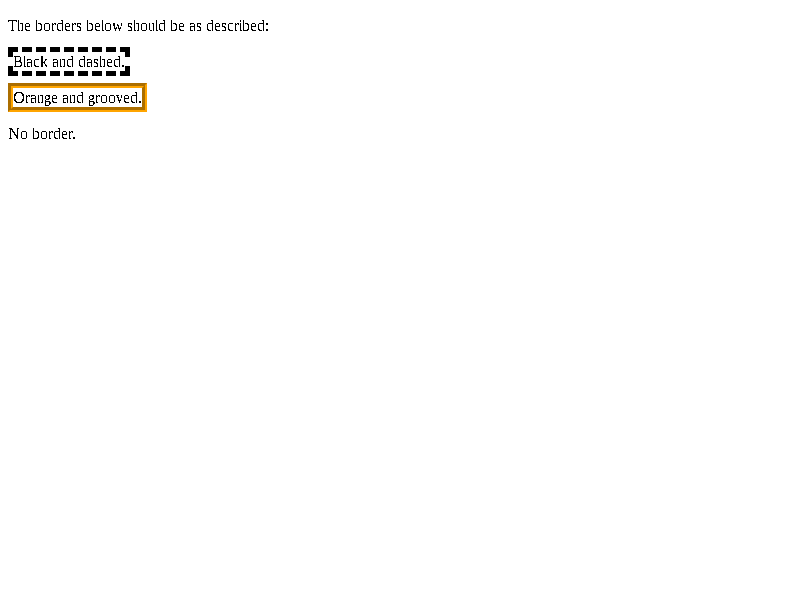 The borders below should be as described:
Black and dashed.
Orange and grooved.
No border.